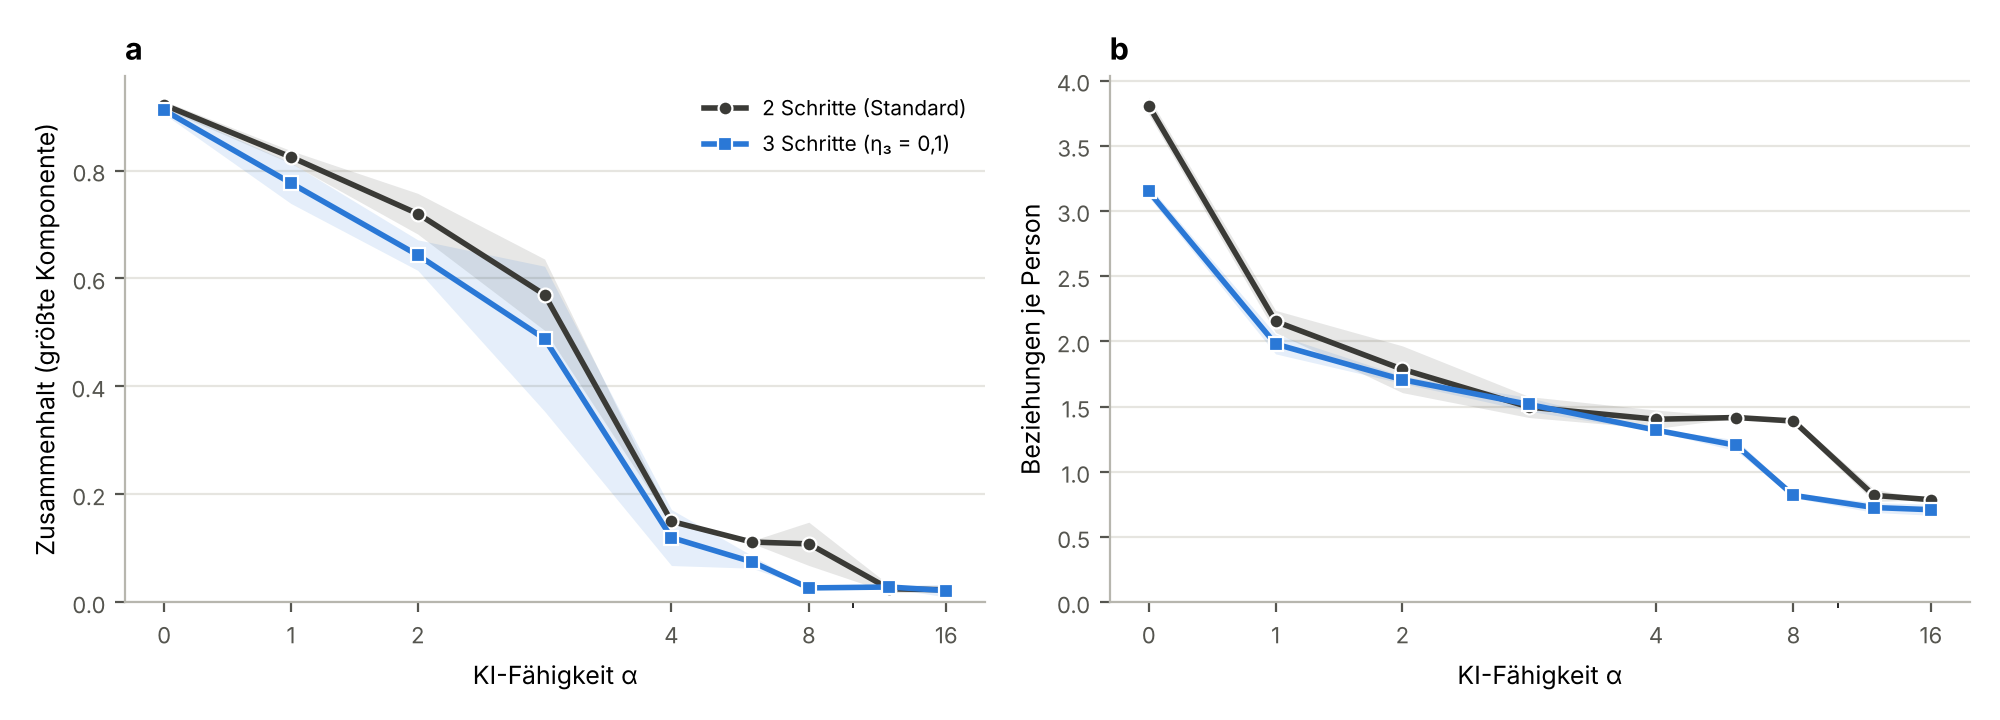 a
Zusammenhalt (größte Komponente)
0.8
0.6
0.4
0.2
0.0
2 Schritte (Standard)
3 Schritte (η₃ = 0,1)
0 1 2 4 8 16
KI-Fähigkeit α
b
Beziehungen je Person
4.0
3.5
3.0
2.5
2.0
1.5
1.0
0.5
0.0
0 1 2 4 8 16
KI-Fähigkeit α